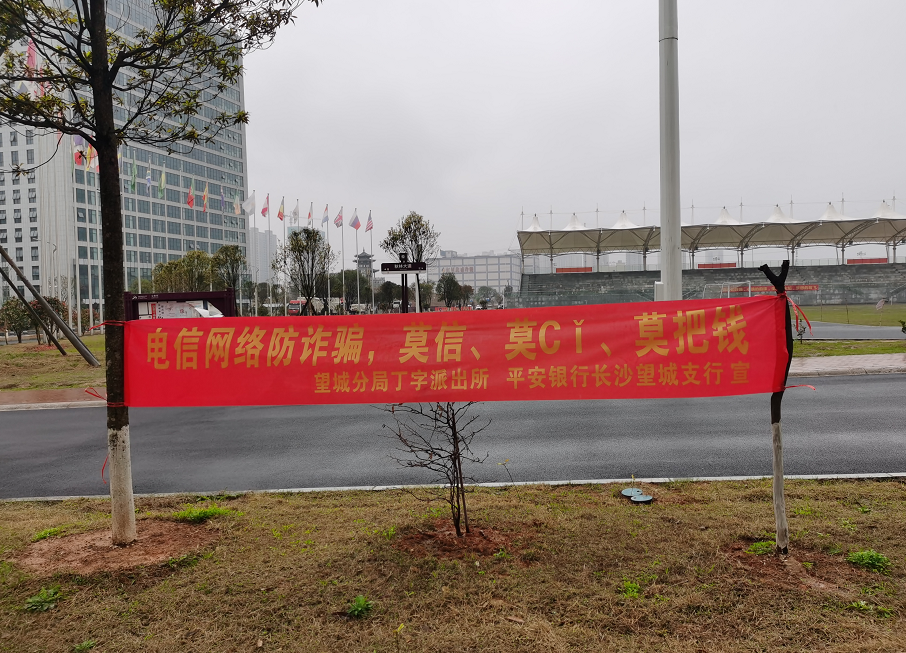 电信网络防诈骗，莫信、莫Cǐ、莫把钱
望城分局丁字派出所 平安银行长沙望城支行 宣